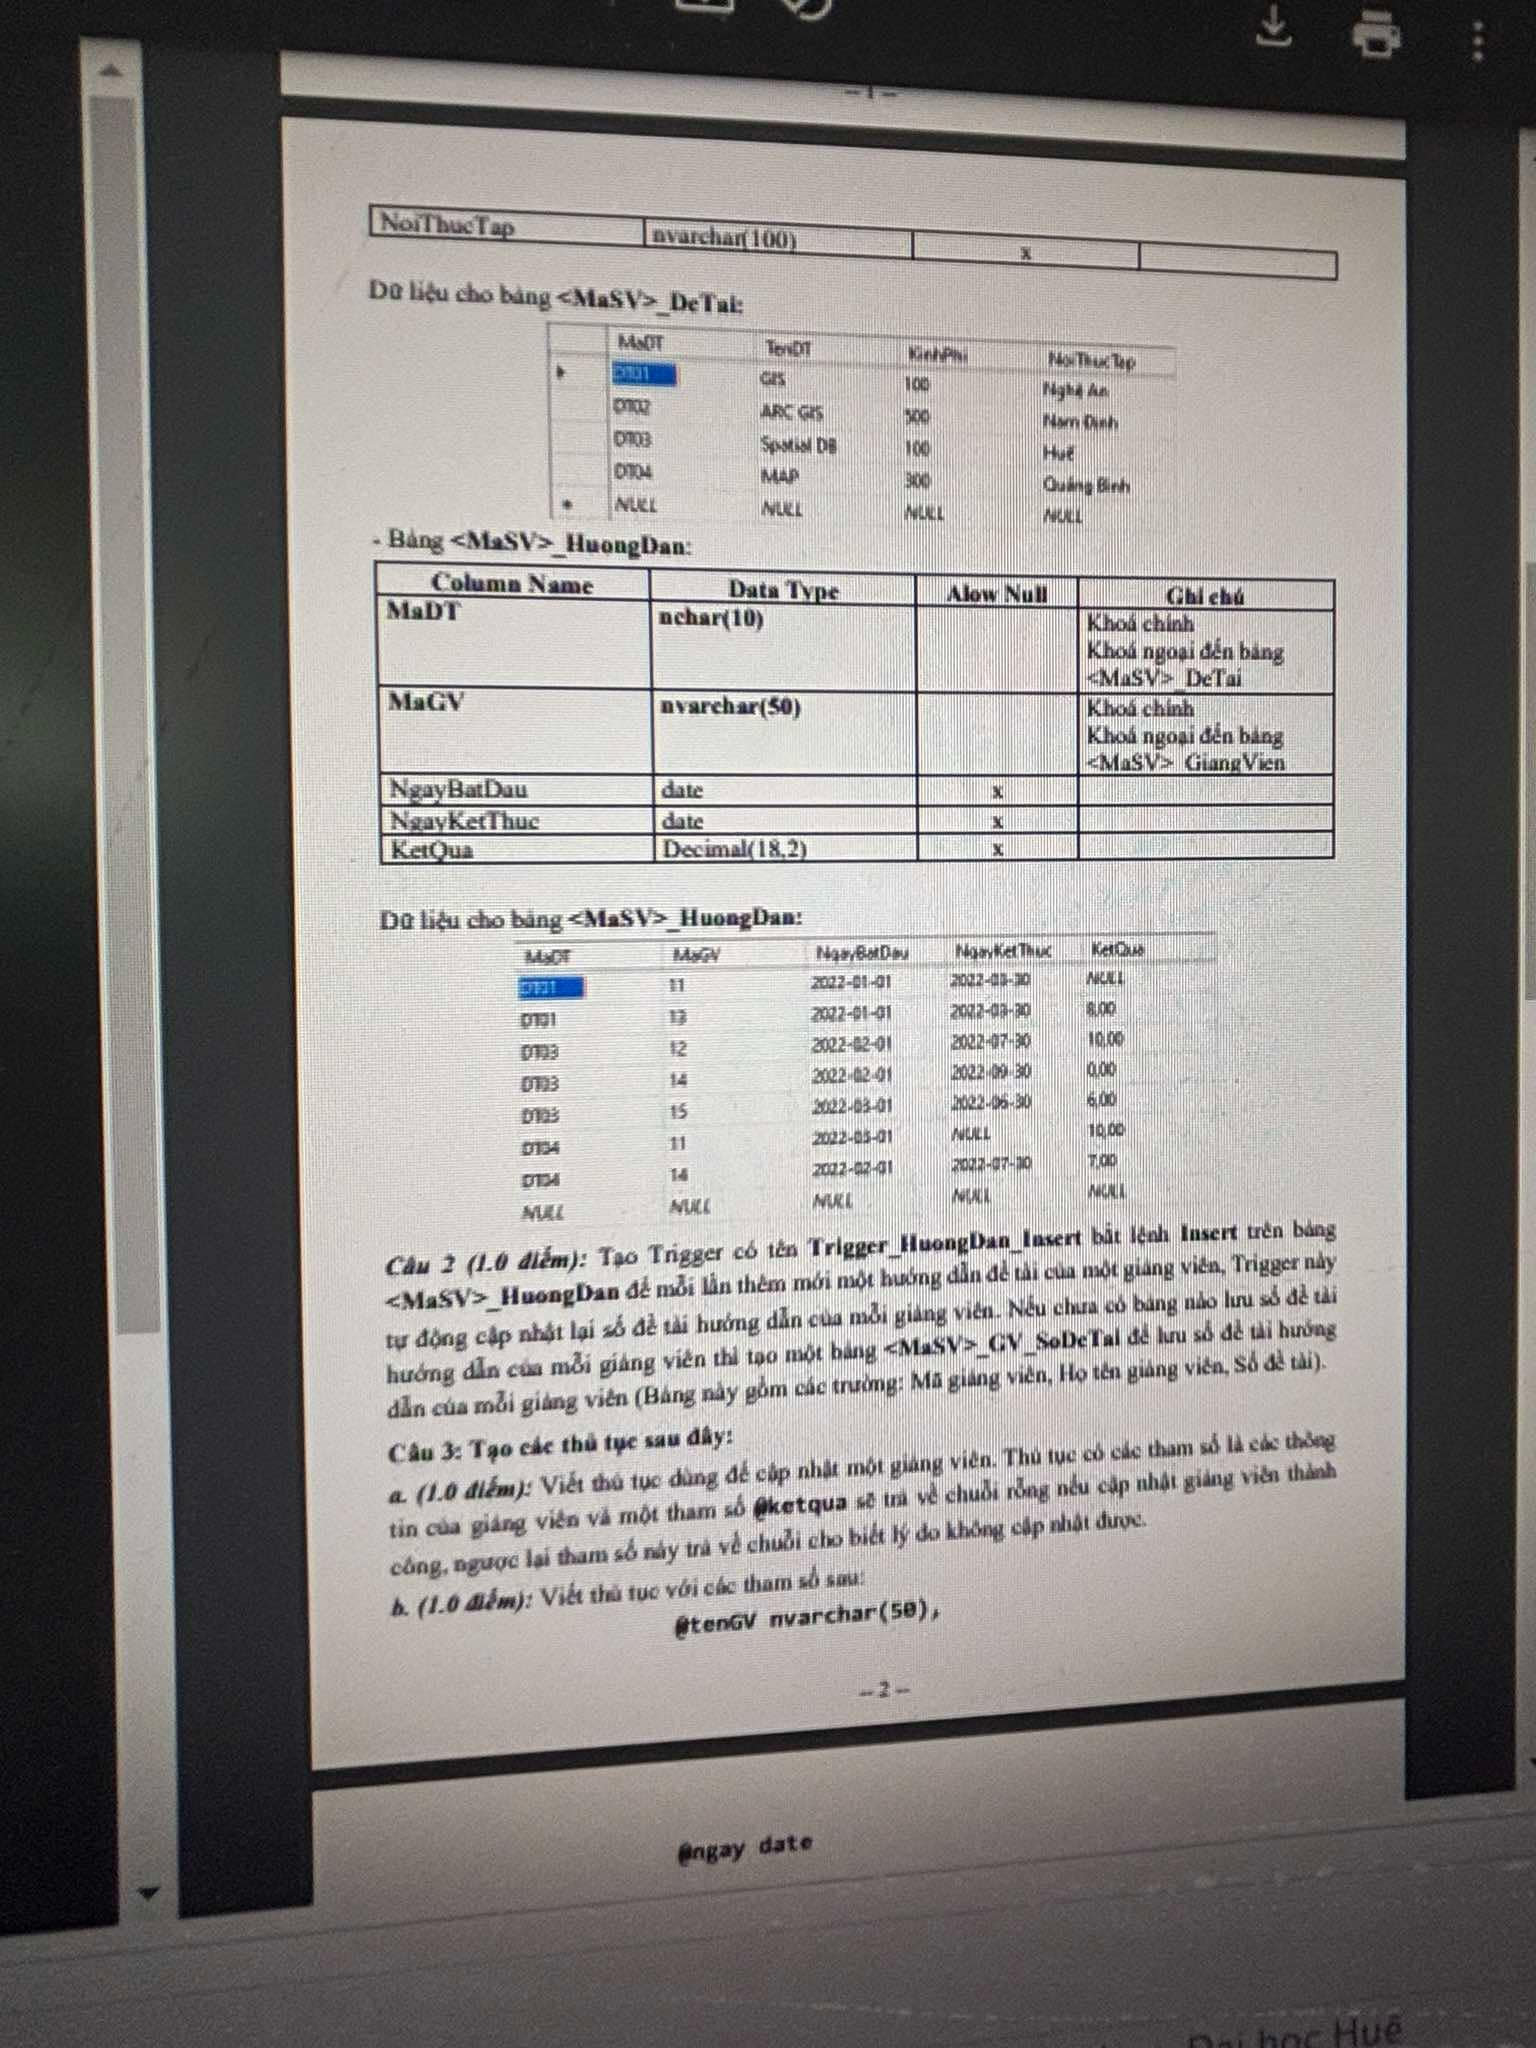 -- 1 --
NoiThucTap nvarchar(100) x
Dữ liệu cho bảng <MaSV>_DeTai:
MaDT TenDT KinhPhi NoiThucTap
DT01 GIS 100 Nghệ An
DT02 ARC GIS 500 Nam Định
DT03 Spatial DB 100 Huế
DT04 MAP 300 Quảng Bình
NULL NULL NULL NULL
- Bảng <MaSV>_HuongDan:
Column Name Data Type Alow Null Ghi chú
MaDT nchar(10) Khoá chính
Khoá ngoại đến bảng
<MaSV>_DeTai
MaGV nvarchar(50) Khoá chính
Khoá ngoại đến bảng
<MaSV>_GiangVien
NgayBatDau date x
NgayKetThuc date x
KetQua Decimal(18,2) x
Dữ liệu cho bảng <MaSV>_HuongDan:
MaDT MaGV NgayBatDau NgayKetThuc KetQua
DT01 11 2022-01-01 2022-03-30 NULL
DT01 13 2022-01-01 2022-03-30 8,00
DT03 12 2022-02-01 2022-07-30 10,00
DT03 14 2022-02-01 2022-09-30 0,00
DT03 15 2022-03-01 2022-06-30 6,00
DT04 11 2022-03-01 NULL 10,00
DT04 14 2022-02-01 2022-07-30 7,00
NULL NULL NULL NULL NULL
Câu 2 (1.0 điểm): Tạo Trigger có tên Trigger_HuongDan_Insert bắt lệnh Insert trên bảng
<MaSV>_HuongDan để mỗi lần thêm mới một hướng dẫn đề tài của một giảng viên, Trigger này
tự động cập nhật lại số đề tài hướng dẫn của mỗi giảng viên. Nếu chưa có bảng nào lưu số đề tài
hướng dẫn của mỗi giảng viên thì tạo một bảng <MaSV>_GV_SoDeTai để lưu số đề tài hướng
dẫn của mỗi giảng viên (Bảng này gồm các trường: Mã giảng viên, Họ tên giảng viên, Số đề tài).
Câu 3: Tạo các thủ tục sau đây:
a. (1.0 điểm): Viết thủ tục dùng để cập nhật một giảng viên. Thủ tục có các tham số là các thông
tin của giảng viên và một tham số @ketqua sẽ trả về chuỗi rỗng nếu cập nhật giảng viên thành
công, ngược lại tham số này trả về chuỗi cho biết lý do không cập nhật được.
b. (1.0 điểm): Viết thủ tục với các tham số sau:
@tenGV nvarchar(50),
-- 2 --
@ngay date
Đại học Huế